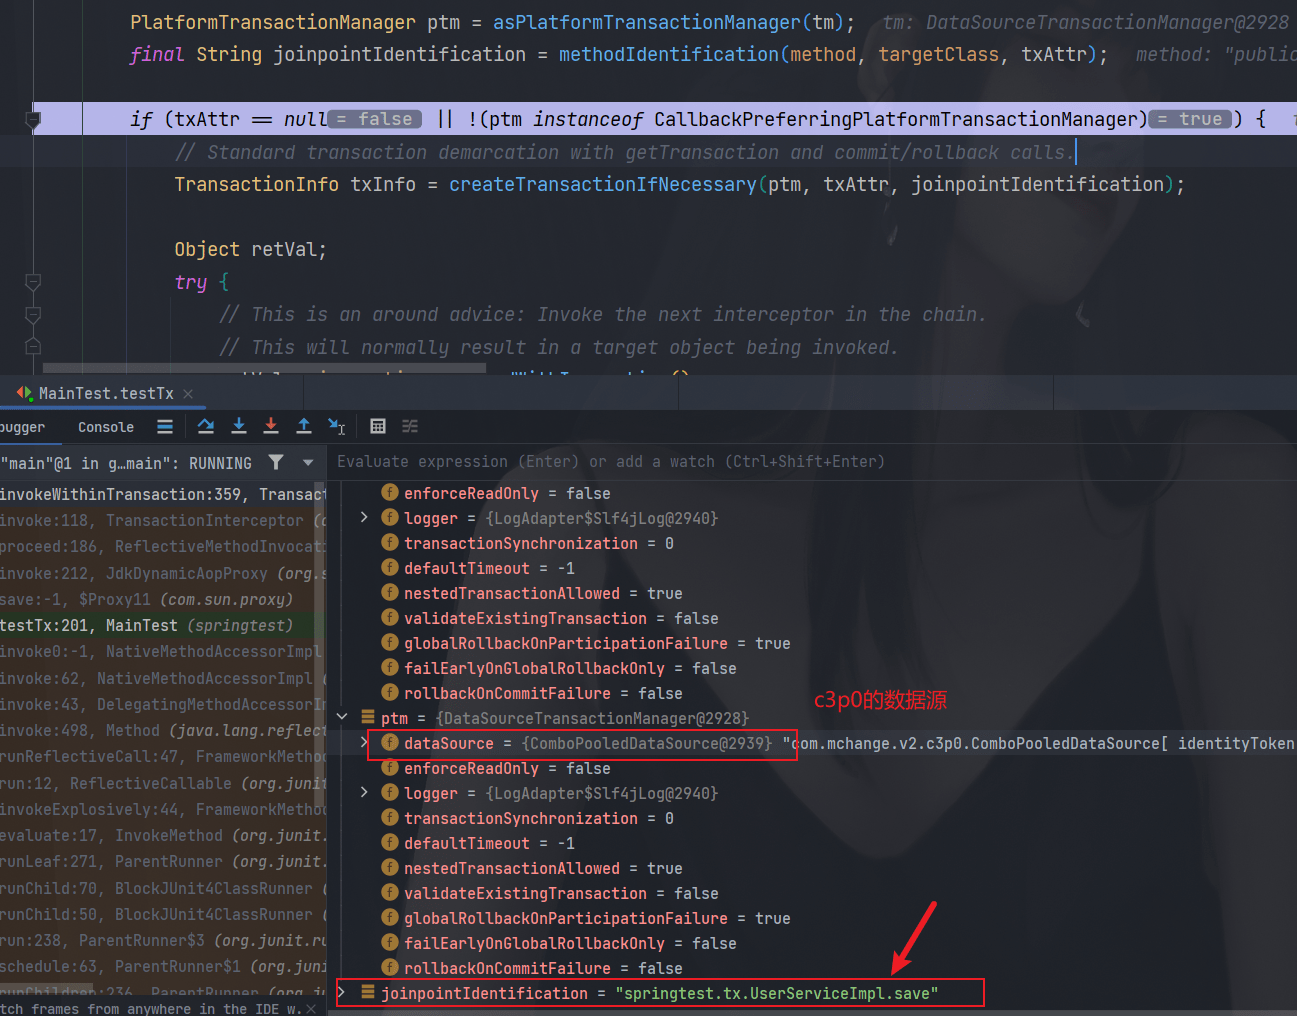 PlatformTransactionManager ptm = asPlatformTransactionManager(tm);   tm: DataSourceTransactionManager@2928
final String joinpointIdentification = methodIdentification(method, targetClass, txAttr);   method: "public
if (txAttr == null = false || !(ptm instanceof CallbackPreferringPlatformTransactionManager) = true ) {
// Standard transaction demarcation with getTransaction and commit/rollback calls.
TransactionInfo txInfo = createTransactionIfNecessary(ptm, txAttr, joinpointIdentification);
Object retVal;
try {
// This is an around advice: Invoke the next interceptor in the chain.
// This will normally result in a target object being invoked.
MainTest.testTx
bugger   Console
"main"@1 in g…main": RUNNING
Evaluate expression (Enter) or add a watch (Ctrl+Shift+Enter)
invokeWithinTransaction:359, Transact
invoke:118, TransactionInterceptor (o
proceed:186, ReflectiveMethodInvocati
invoke:212, JdkDynamicAopProxy (org.s
save:-1, $Proxy11 (com.sun.proxy)
testTx:201, MainTest (springtest)
invoke0:-1, NativeMethodAccessorImpl
invoke:62, NativeMethodAccessorImpl (
invoke:43, DelegatingMethodAccessorIm
invoke:498, Method (java.lang.reflect
runReflectiveCall:47, FrameworkMethod
run:12, ReflectiveCallable (org.junit
invokeExplosively:44, FrameworkMethod
evaluate:17, InvokeMethod (org.junit.
runLeaf:271, ParentRunner (org.junit.
runChild:70, BlockJUnit4ClassRunner (
runChild:50, BlockJUnit4ClassRunner (
run:238, ParentRunner$3 (org.junit.ru
schedule:63, ParentRunner$1 (org.juni
runChildren:236, ParentRunner (org.ju
tch frames from anywhere in the IDE w.
enforceReadOnly = false
logger = {LogAdapter$Slf4jLog@2940}
transactionSynchronization = 0
defaultTimeout = -1
nestedTransactionAllowed = true
validateExistingTransaction = false
globalRollbackOnParticipationFailure = true
failEarlyOnGlobalRollbackOnly = false
rollbackOnCommitFailure = false
c3p0的数据源
ptm = {DataSourceTransactionManager@2928}
dataSource = {ComboPooledDataSource@2939} "com.mchange.v2.c3p0.ComboPooledDataSource[ identityToken
enforceReadOnly = false
logger = {LogAdapter$Slf4jLog@2940}
transactionSynchronization = 0
defaultTimeout = -1
nestedTransactionAllowed = true
validateExistingTransaction = false
globalRollbackOnParticipationFailure = true
failEarlyOnGlobalRollbackOnly = false
rollbackOnCommitFailure = false
joinpointIdentification = "springtest.tx.UserServiceImpl.save"